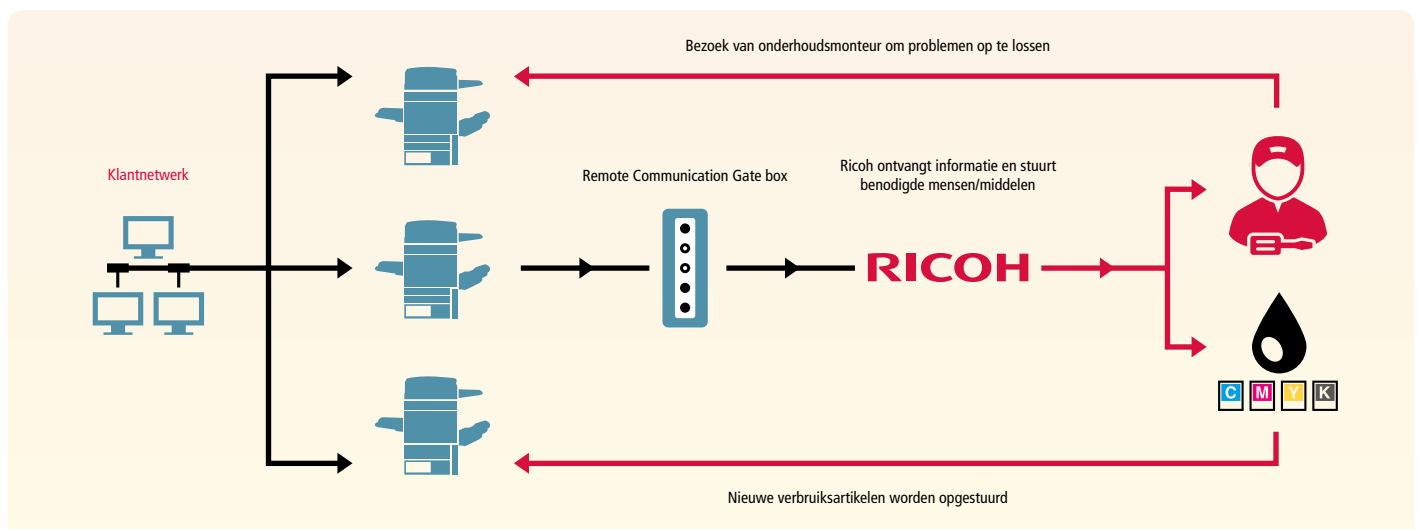 Bezoek van onderhoudsmonteur om problemen op te lossen
Klantnetwerk
Remote Communication Gate box
Ricoh ontvangt informatie en stuurt
benodigde mensen/middelen
RICOH
C M Y K
Nieuwe verbruiksartikelen worden opgestuurd